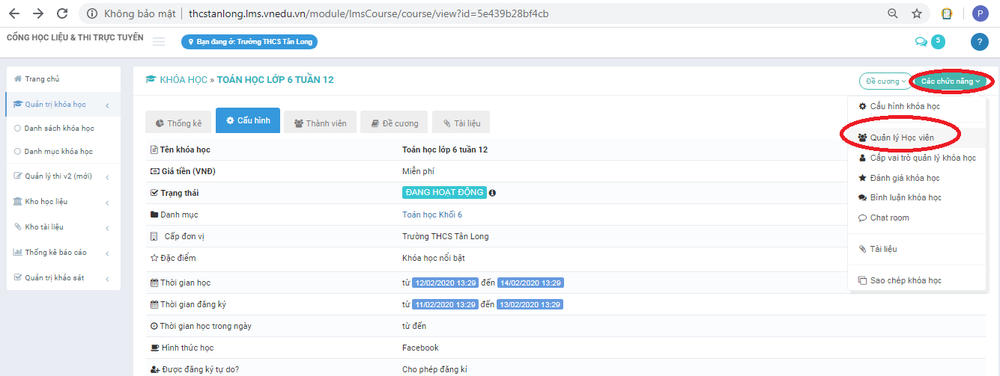 Không bảo mật | thcstanlong.lms.vnedu.vn/module/lmsCourse/course/view?id=5e439b28bf4cb
P
CỔNG HỌC LIỆU & THI TRỰC TUYẾN
Bạn đang ở: Trường THCS Tân Long
5
?
Trang chủ
Quản trị khóa học
Danh sách khóa học
Danh mục khóa học
Quản lý thi v2 (mới)
Kho học liệu
Kho tài liệu
Thống kê báo cáo
Quản trị khảo sát
KHÓA HỌC » TOÁN HỌC LỚP 6 TUẦN 12
Đề cương
Các chức năng
Thống kê
Cấu hình
Thành viên
Đề cương
Tài liệu
Tên khóa học Toán học lớp 6 tuần 12
Giá tiền (VNĐ) Miễn phí
Trạng thái ĐANG HOẠT ĐỘNG
Danh mục Toán học Khối 6
Cấp đơn vị Trường THCS Tân Long
Đặc điểm Khóa học nổi bật
Thời gian học từ 12/02/2020 13:29 đến 14/02/2020 13:29
Thời gian đăng ký từ 11/02/2020 13:29 đến 13/02/2020 13:29
Thời gian học trong ngày từ đến
Hình thức học Facebook
Được đăng ký tự do? Cho phép đăng kí
Cấu hình khóa học
Quản lý Học viên
Cấp vai trò quản lý khóa học
Đánh giá khóa học
Bình luận khóa học
Chat room
Tài liệu
Sao chép khóa học